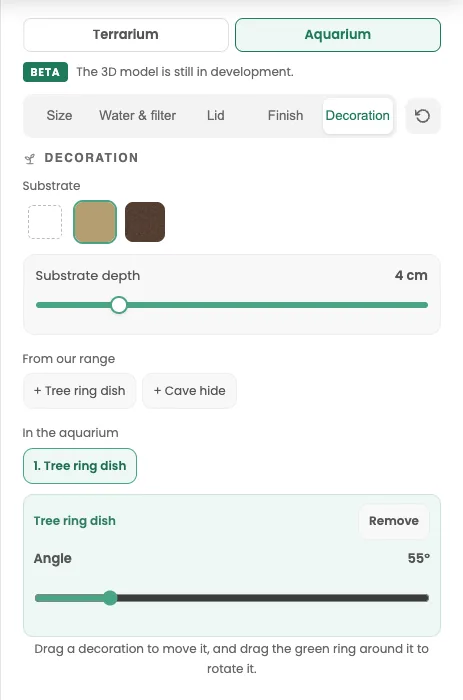 Terrarium
Aquarium
BETA The 3D model is still in development.
Size
Water & filter
Lid
Finish
Decoration
DECORATION
Substrate
Substrate depth
4 cm
From our range
+ Tree ring dish
+ Cave hide
In the aquarium
1. Tree ring dish
Tree ring dish
Remove
Angle
55°
Drag a decoration to move it, and drag the green ring around it to
rotate it.